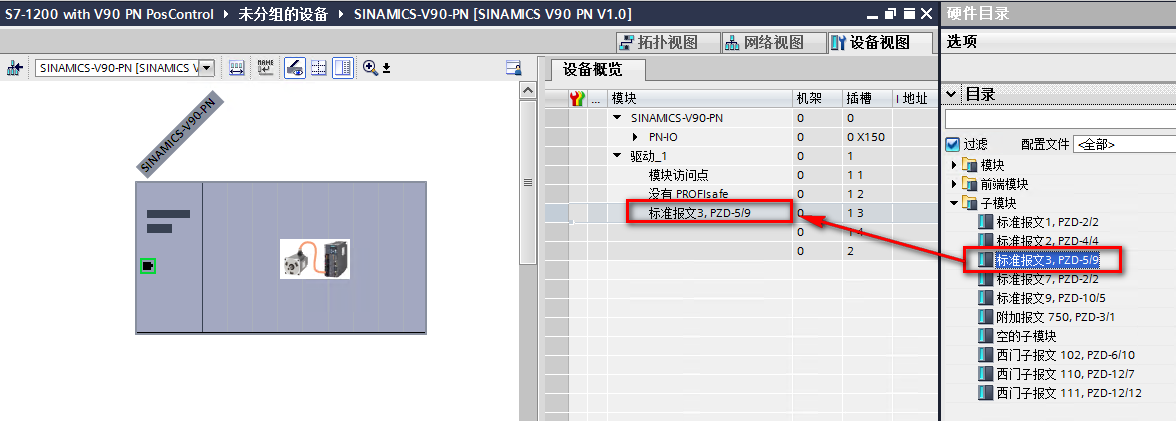 S7-1200 with V90 PN PosControl › 未分组的设备 › SINAMICS-V90-PN [SINAMICS V90 PN V1.0]
硬件目录
选项
拓扑视图 网络视图 设备视图
SINAMICS-V90-PN [SINAMICS V
NAME
设备概览
目录
... 模块 机架 插槽 I 地址
SINAMICS-V90-PN 0 0
PN-IO 0 0 X150
驱动_1 0 1
模块访问点 0 1 1
没有 PROFIsafe 0 1 2
标准报文3, PZD-5/9 0 1 3
0 1 4
0 2
SINAMICS-V90-PN
过滤 配置文件 <全部>
模块
前端模块
子模块
标准报文1, PZD-2/2
标准报文2, PZD-4/4
标准报文3, PZD-5/9
标准报文7, PZD-2/2
标准报文9, PZD-10/5
附加报文 750, PZD-3/1
空的子模块
西门子报文 102, PZD-6/10
西门子报文 110, PZD-12/7
西门子报文 111, PZD-12/12